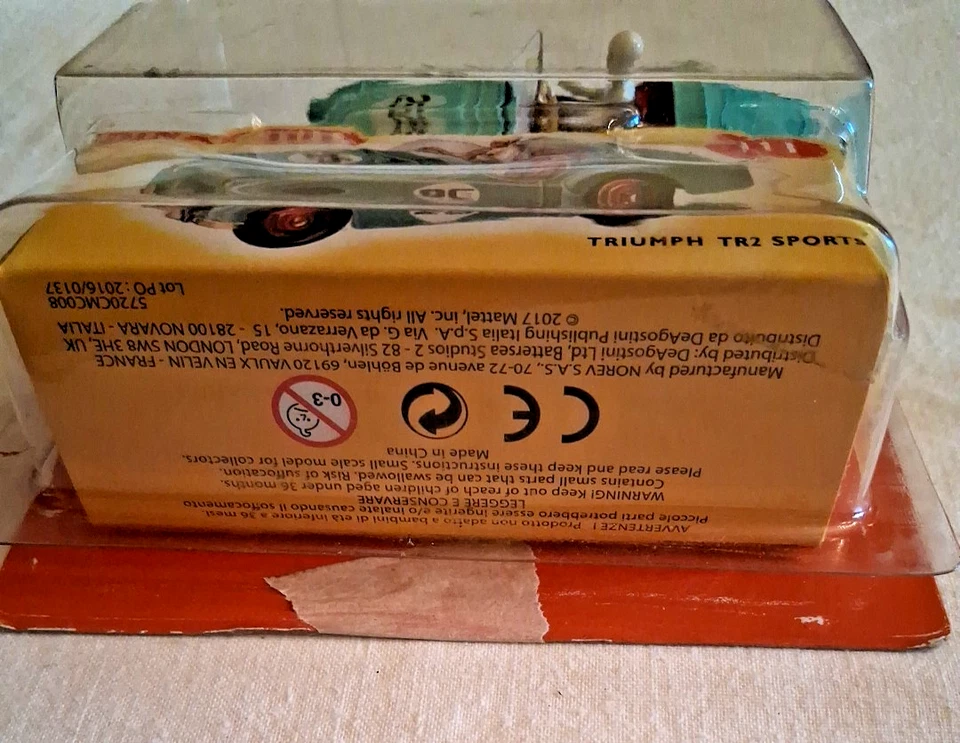 TRIUMPH TR2 SPORTS
AVVERTENZE ! Prodotto non adatto a bambini di età inferiore a 36 mesi.
Piccole parti potrebbero essere ingerite e/o inalate causando il soffocamento
LEGGERE E CONSERVARE
WARNING! Keep out of reach of children aged under 36 months.
Contains small parts that can be swallowed. Risk of suffocation.
Please read and keep these instructions. Small scale model for collectors.
Made in China
CE
0-3
Manufactured by NOREV S.A.S., 70-72 avenue de Böhlen, 69120 VAULX EN VELIN - FRANCE
Distributed by: DeAgostini Ltd, Battersea Studios 2 - 82 Silverthorne Road, LONDON SW8 3HE, UK,
Distribuito da DeAgostini Publishing Italia S.p.A. Via G. da Verrazano, 15 - 28100 NOVARA - ITALIA
© 2017 Mattel, inc. All rights reserved.
5720CMC008
Lot PO : 2016/0137